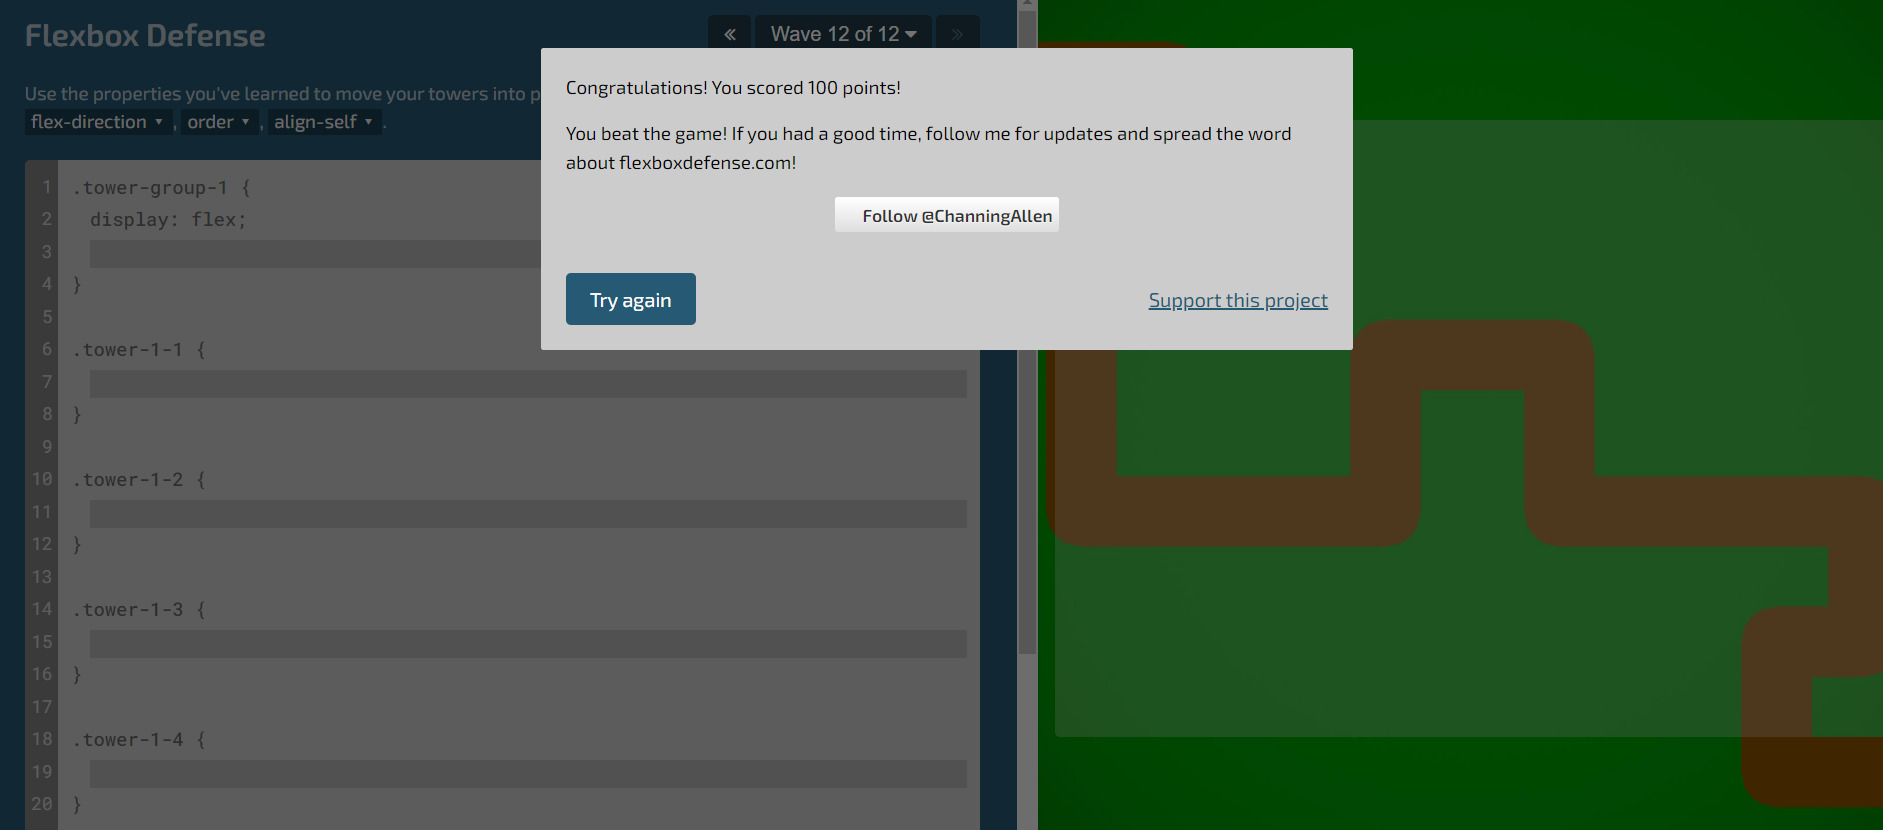 Flexbox Defense
« Wave 12 of 12 »
Use the properties you've learned to move your towers into p
flex-direction ▾ , order ▾ , align-self ▾ .
1 .tower-group-1 {
2 display: flex;
3
4 }
5
6 .tower-1-1 {
7
8 }
9
10 .tower-1-2 {
11
12 }
13
14 .tower-1-3 {
15
16 }
17
18 .tower-1-4 {
19
20 }
Congratulations! You scored 100 points!
You beat the game! If you had a good time, follow me for updates and spread the word
about flexboxdefense.com!
Follow @ChanningAllen
Try again
Support this project